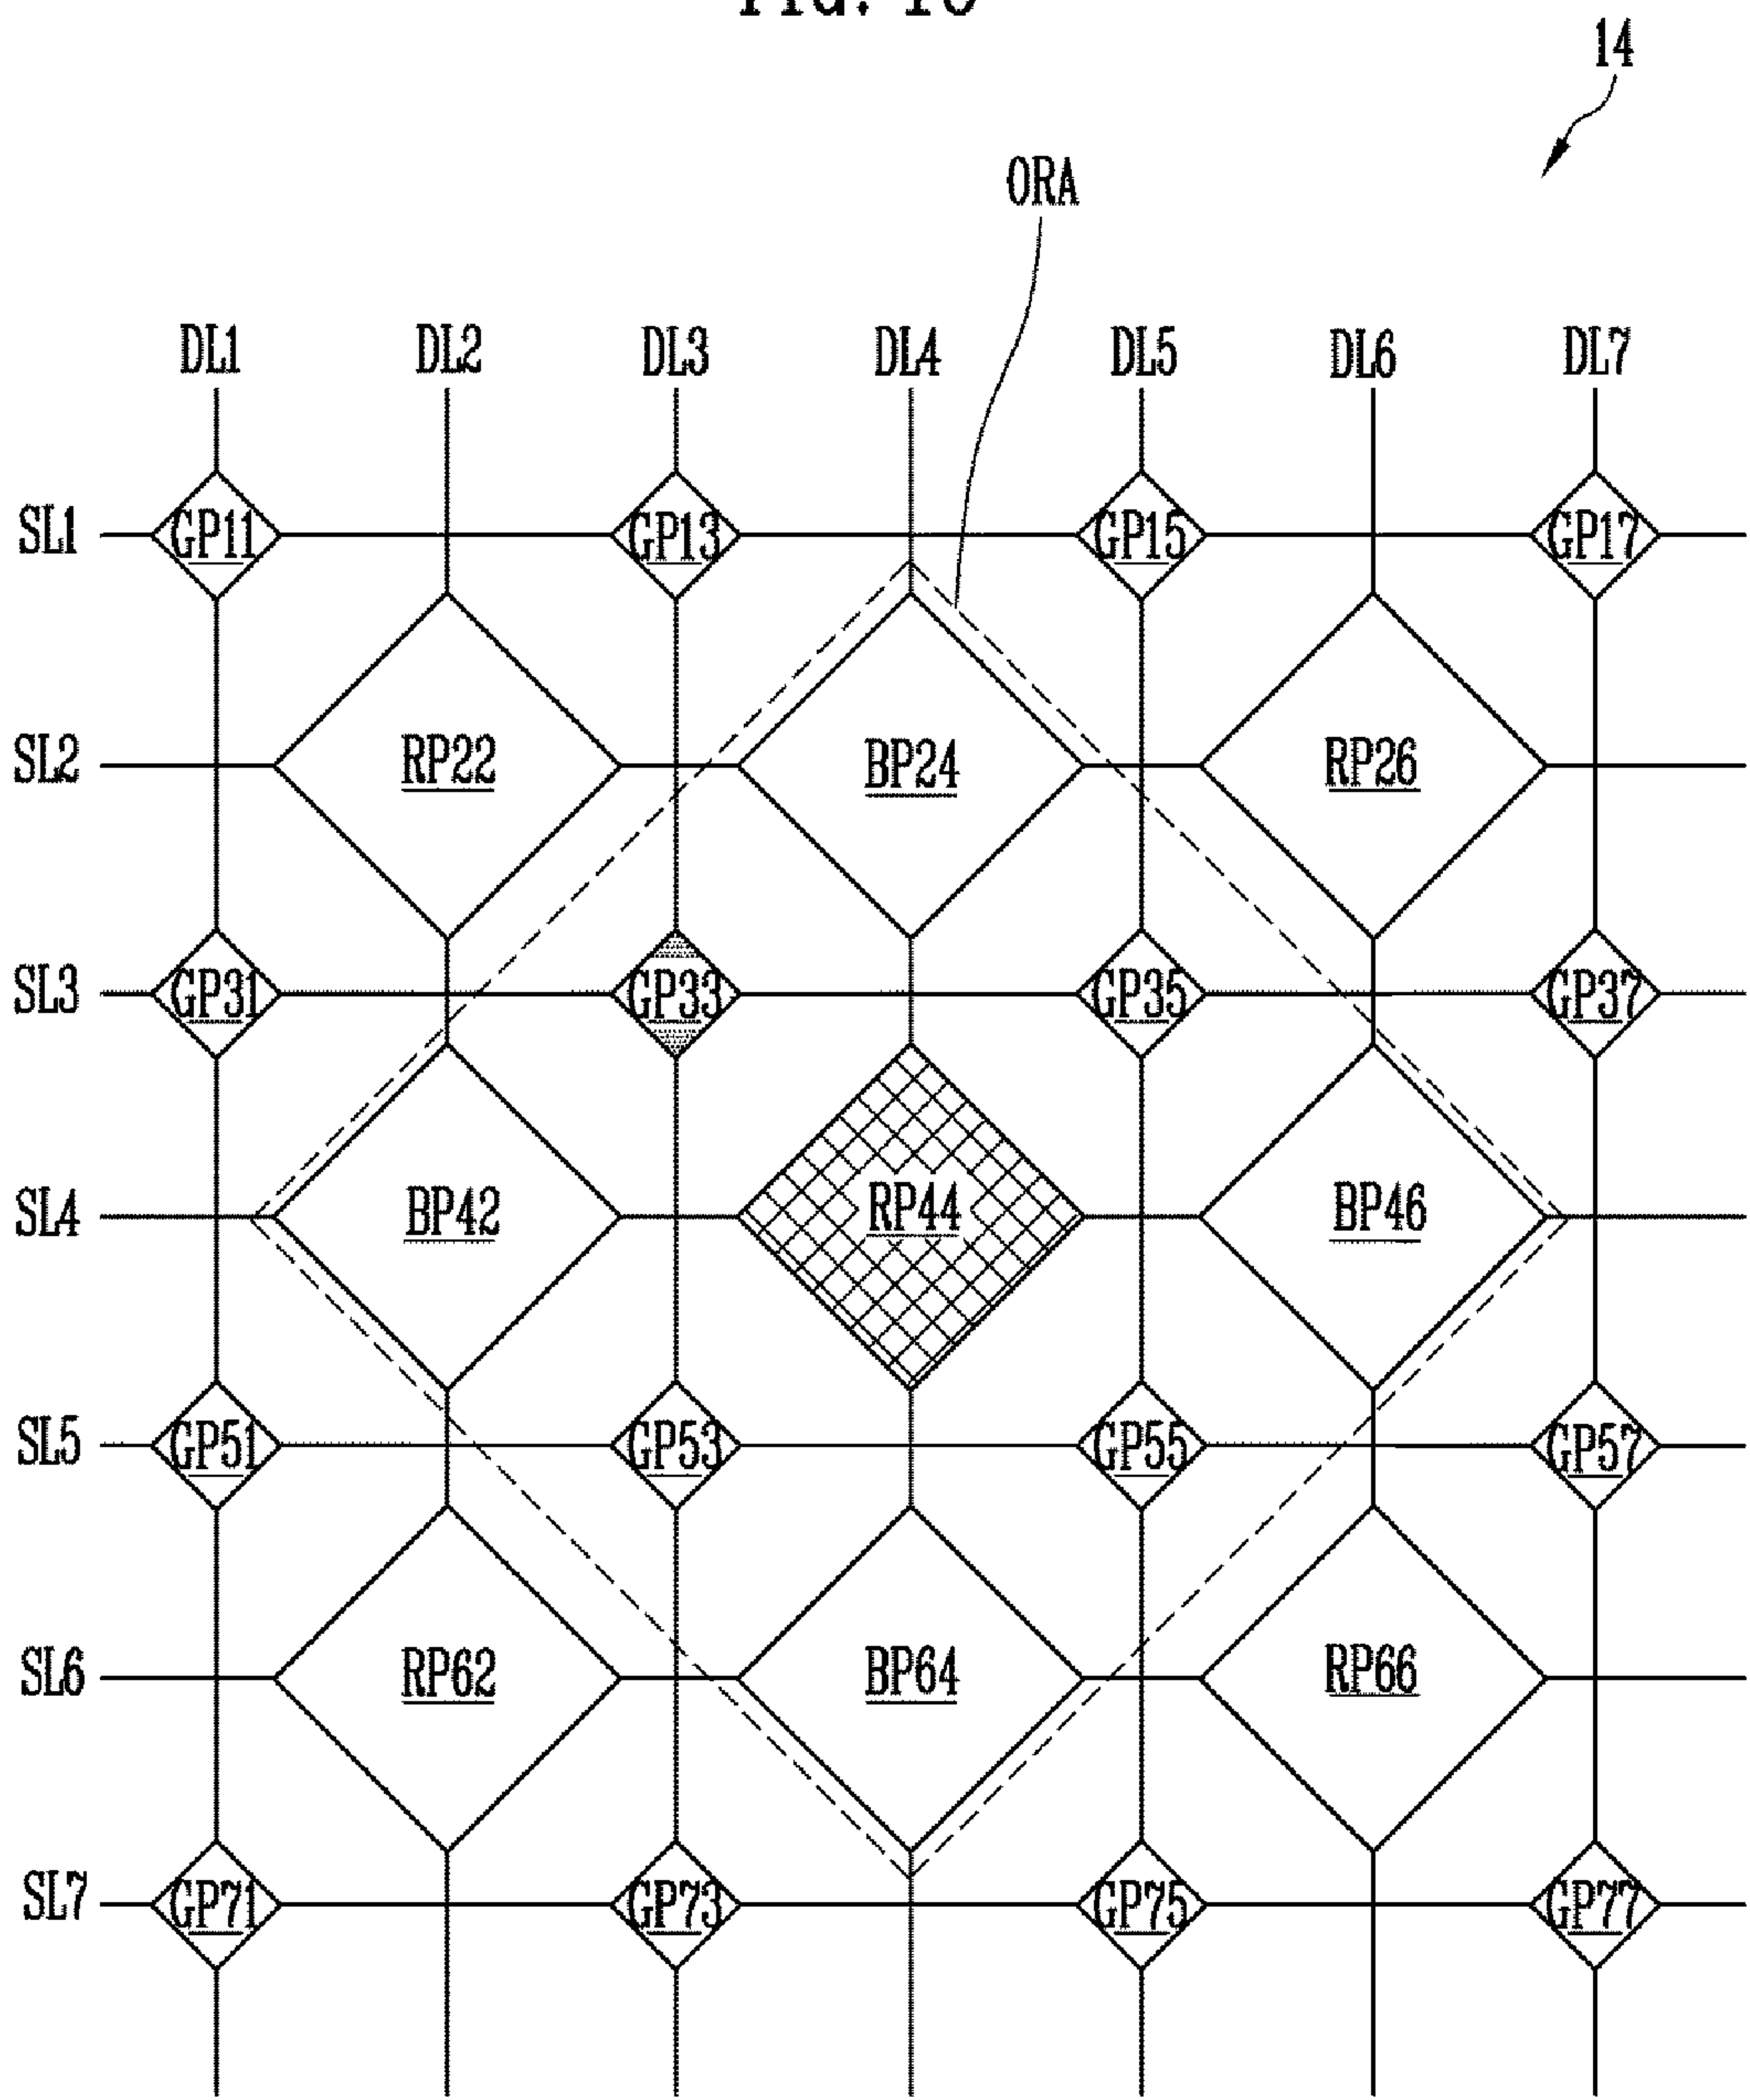 14
ORA
DL1 DL2 DL3 DL4 DL5 DL6 DL7
SL1 GP11 GP13 GP15 GP17
SL2 RP22 BP24 RP26
SL3 GP31 GP33 GP35 GP37
SL4 BP42 RP44 BP46
SL5 GP51 GP53 GP55 GP57
SL6 RP62 BP64 RP66
SL7 GP71 GP73 GP75 GP77